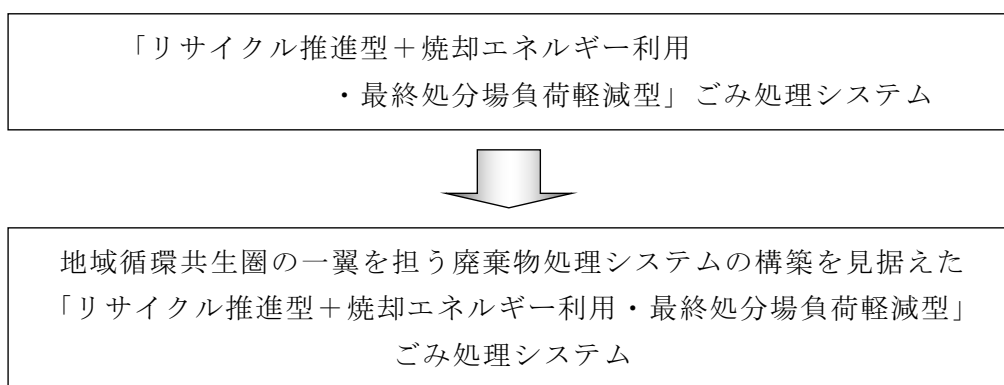 「リサイクル推進型＋焼却エネルギー利用
・最終処分場負荷軽減型」ごみ処理システム
地域循環共生圏の一翼を担う廃棄物処理システムの構築を見据えた
「リサイクル推進型＋焼却エネルギー利用・最終処分場負荷軽減型」
ごみ処理システム